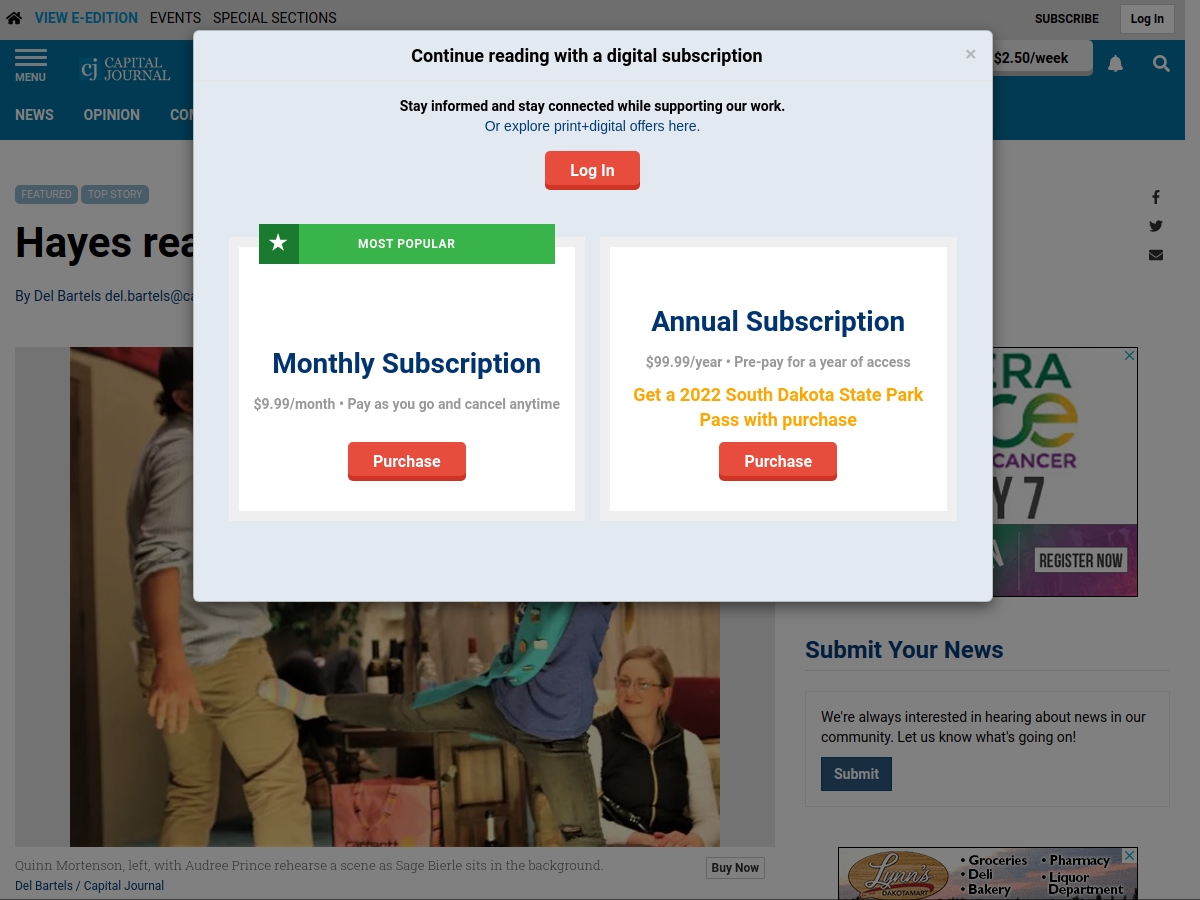 VIEW E-EDITION EVENTS SPECIAL SECTIONS
SUBSCRIBE
Log In
MENU
cj CAPITAL
JOURNAL
$2.50/week
NEWS OPINION
Continue reading with a digital subscription
×
Stay informed and stay connected while supporting our work.
Or explore print+digital offers here.
Log In
FEATURED TOP STORY
Hayes
By Del Bartels
MOST POPULAR
Monthly Subscription
$9.99/month • Pay as you go and cancel anytime
Purchase
Annual Subscription
$99.99/year • Pre-pay for a year of access
Get a 2022 South Dakota State Park
Pass with purchase
Purchase
CANCER
7
REGISTER NOW
Submit Your News
We're always interested in hearing about news in our
community. Let us know what's going on!
Submit
carhartt
Quinn Mortenson, left, with Audree Prince rehearse a scene as Sage Bierle sits in the background.
Buy Now
Del Bartels / Capital Journal
Lynn's
DAKOTAMART
• Groceries
• Deli
• Bakery
• Pharmacy
• Liquor
Department